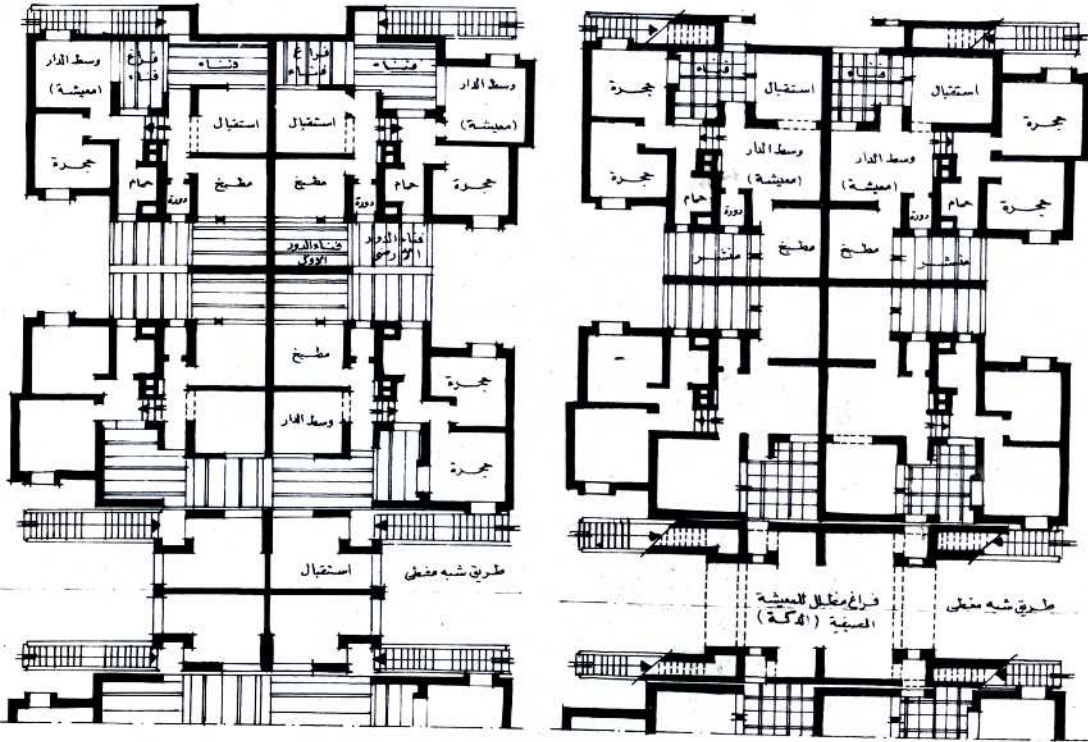 وسط الدار
(معيشة)
فراغ
فناء
فناء
فراغ
فناء
فناء
وسط الدار
(معيشة)
استقبال
استقبال
حجرة
حمام
دورة
مطبخ
مطبخ
دورة
حمام
حجرة
فناء الدور
الأول
فناء الدور
الأرضى
مطبخ
حجرة
وسط الدار
حجرة
استقبال
طريق شبه مغطى
حجرة
فناء
استقبال
فناء
استقبال
حجرة
حجرة
وسط الدار
(معيشة)
وسط الدار
(معيشة)
حمام
دورة
مطبخ
مطبخ
دورة
حمام
حجرة
منشر
منشر
فراغ مظلل للمعيشة
الصيفية (الدكة)
طريق شبه مغطى